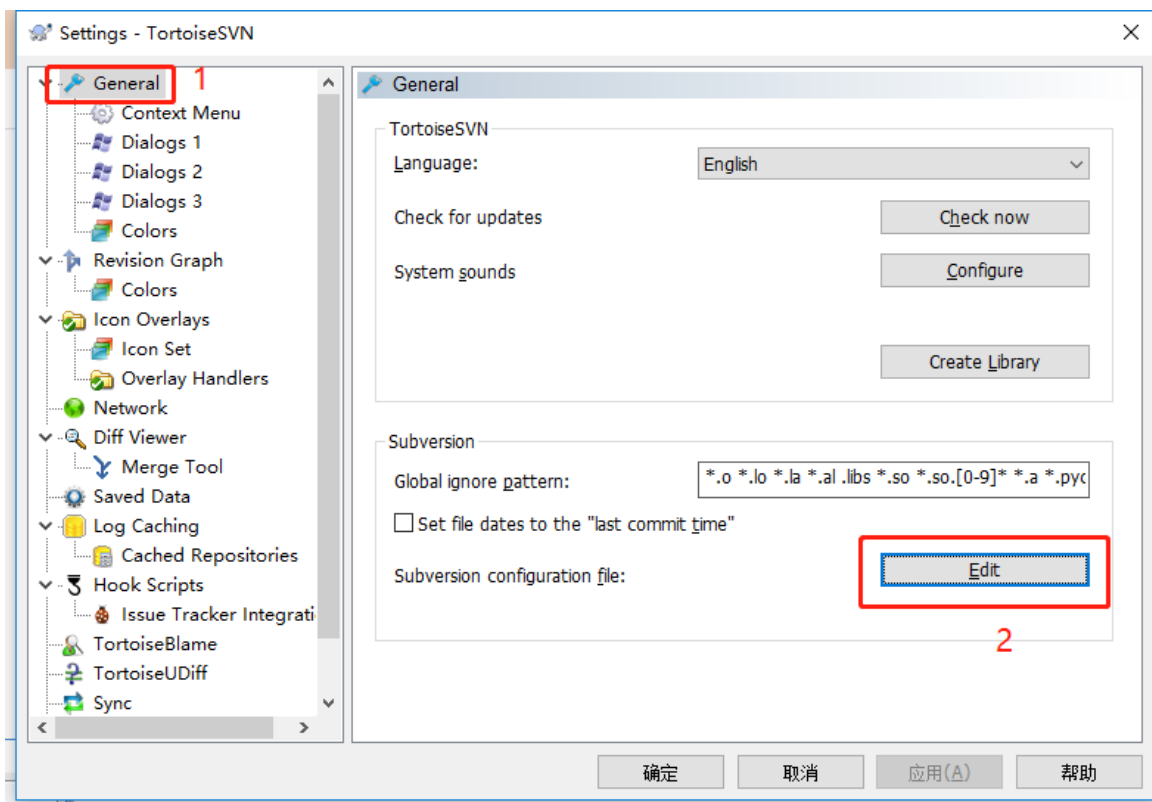 Settings - TortoiseSVN
General
1
Context Menu
Dialogs 1
Dialogs 2
Dialogs 3
Colors
Revision Graph
Colors
Icon Overlays
Icon Set
Overlay Handlers
Network
Diff Viewer
Merge Tool
Saved Data
Log Caching
Cached Repositories
Hook Scripts
Issue Tracker Integrati
TortoiseBlame
TortoiseUDiff
Sync
General
TortoiseSVN
Language:
English
Check for updates
Check now
System sounds
Configure
Create Library
Subversion
Global ignore pattern:
*.o *.lo *.la *.al .libs *.so *.so.[0-9]* *.a *.pyc
Set file dates to the "last commit time"
Subversion configuration file:
Edit
2
确定
取消
应用(A)
帮助